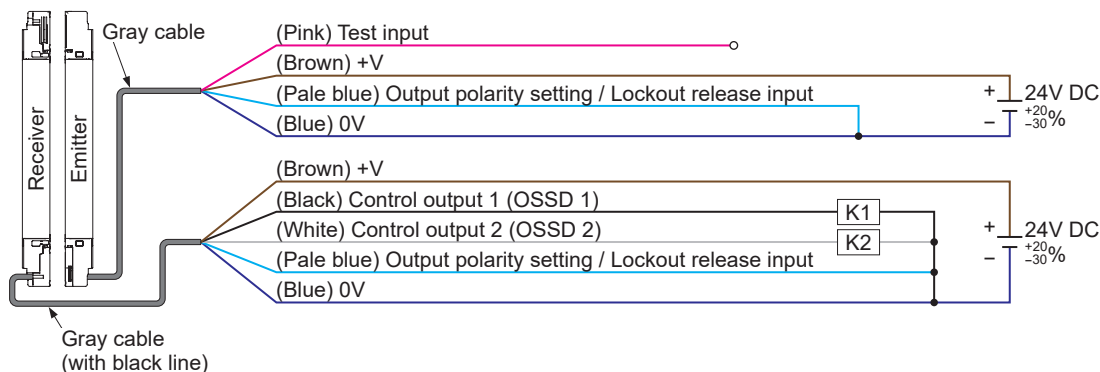 Gray cable
(Pink) Test input
(Brown) +V
(Pale blue) Output polarity setting / Lockout release input
(Blue) 0V
+
−
24V DC
+20
−30%
Receiver
Emitter
(Brown) +V
(Black) Control output 1 (OSSD 1)
K1
(White) Control output 2 (OSSD 2)
K2
(Pale blue) Output polarity setting / Lockout release input
(Blue) 0V
+
−
24V DC
+20
−30%
Gray cable
(with black line)